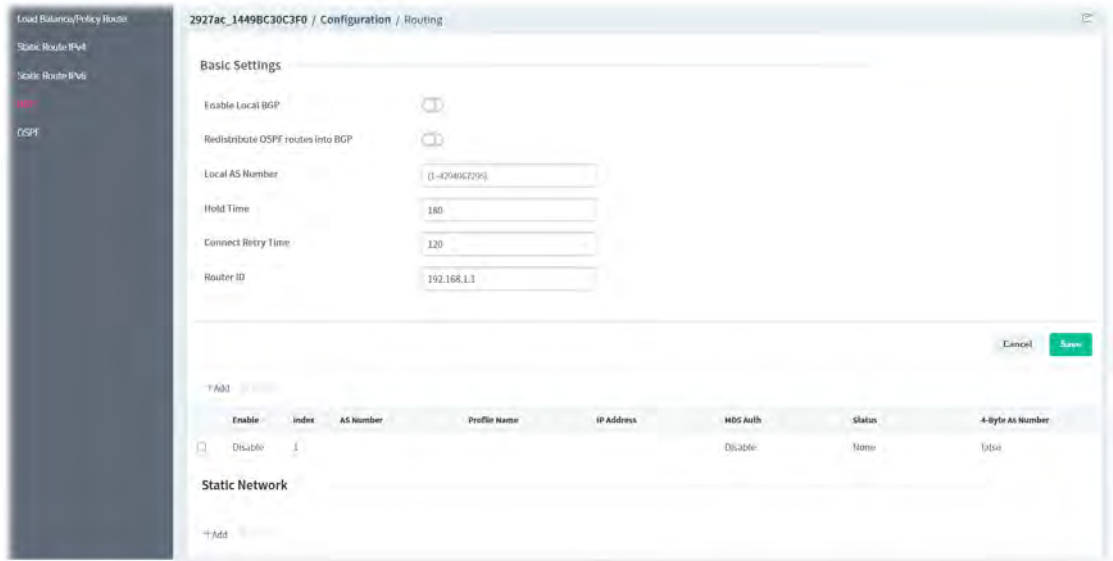 Load Balance/Policy Route
Static Route IPv4
Static Route IPv6
BGP
OSPF
2927ac_1449BC30C3F0 / Configuration / Routing
Basic Settings
Enable Local BGP
Redistribute OSPF routes into BGP
Local AS Number
(1-4294967295)
Hold Time
180
Connect Retry Time
120
Router ID
192.168.1.1
Cancel
Save
+Add
Enable Index AS Number Profile Name IP Address MD5 Auth Status 4-Byte As Number
Disable 1 Disable None false
Static Network
+Add